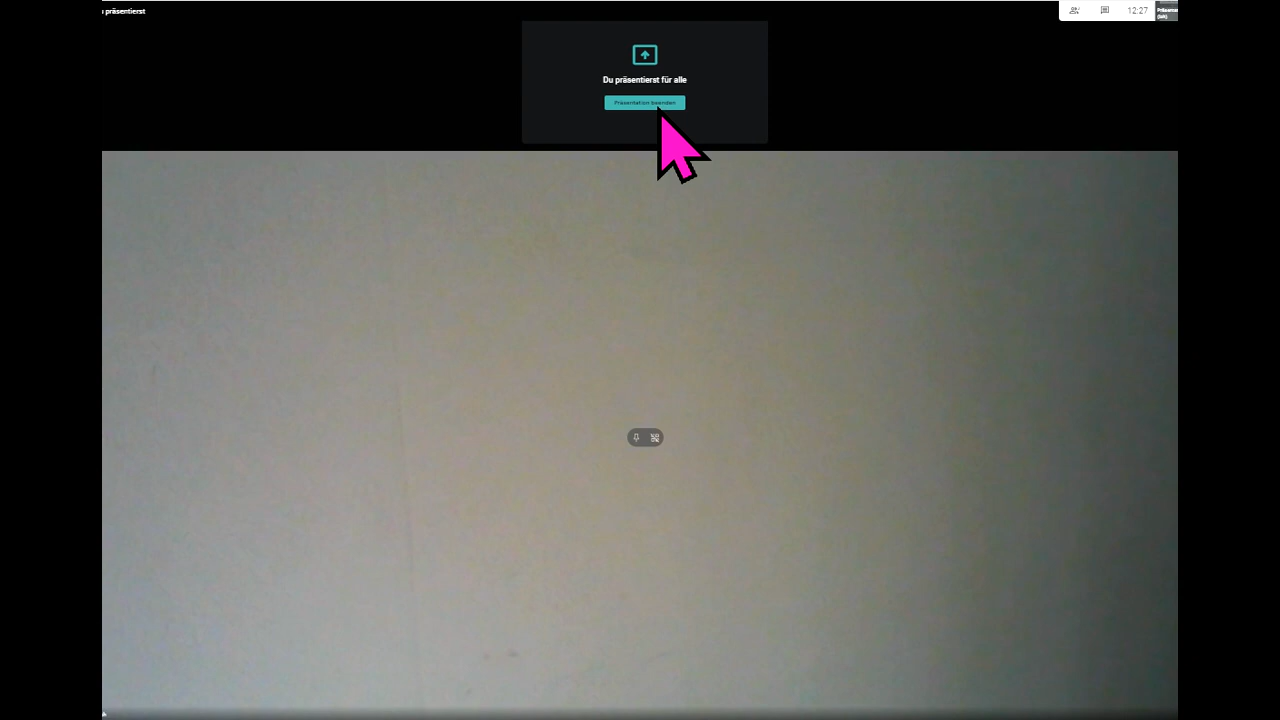 u präsentierst
12:27
Du präsentierst für alle
Präsentation beenden